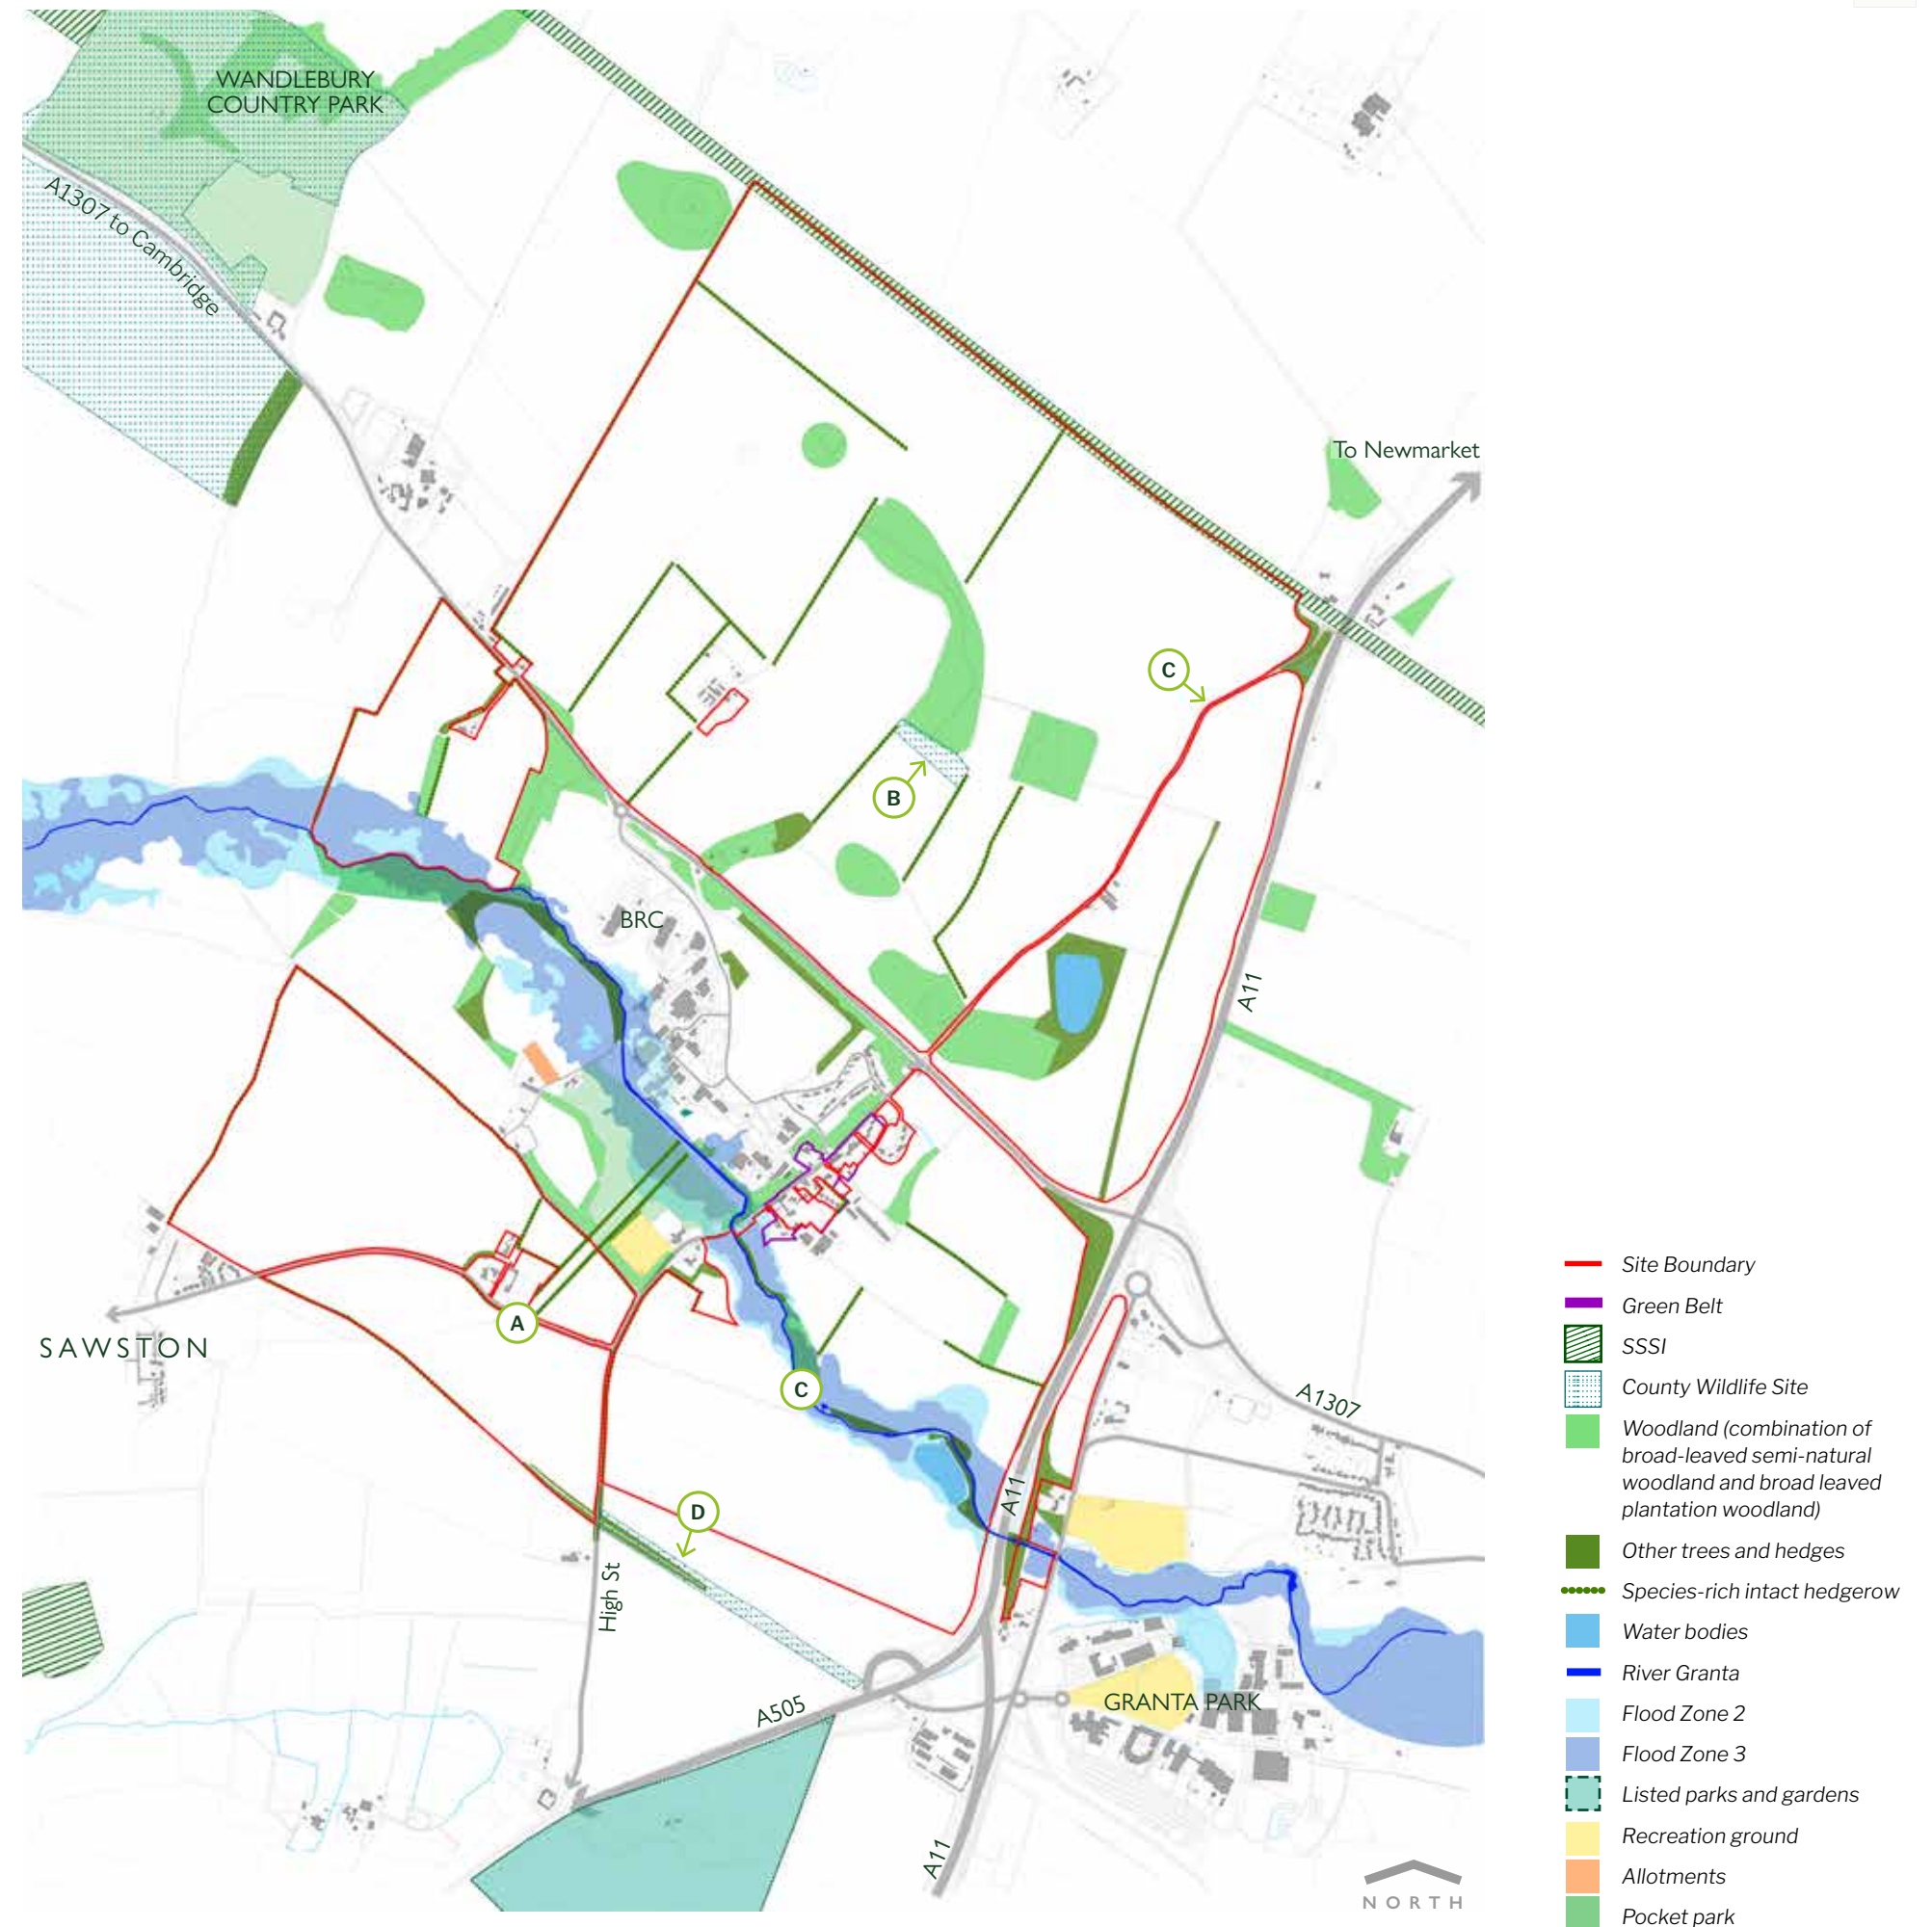 WANDLEBURY
COUNTRY PARK
A1307 to Cambridge
To Newmarket
C
B
BRC
A11
A
SAWSTON
C
A1307
A11
D
High St
GRANTA PARK
A505
A11
NORTH
Site Boundary
Green Belt
SSSI
County Wildlife Site
Woodland (combination of
broad-leaved semi-natural
woodland and broad leaved
plantation woodland)
Other trees and hedges
Species-rich intact hedgerow
Water bodies
River Granta
Flood Zone 2
Flood Zone 3
Listed parks and gardens
Recreation ground
Allotments
Pocket park